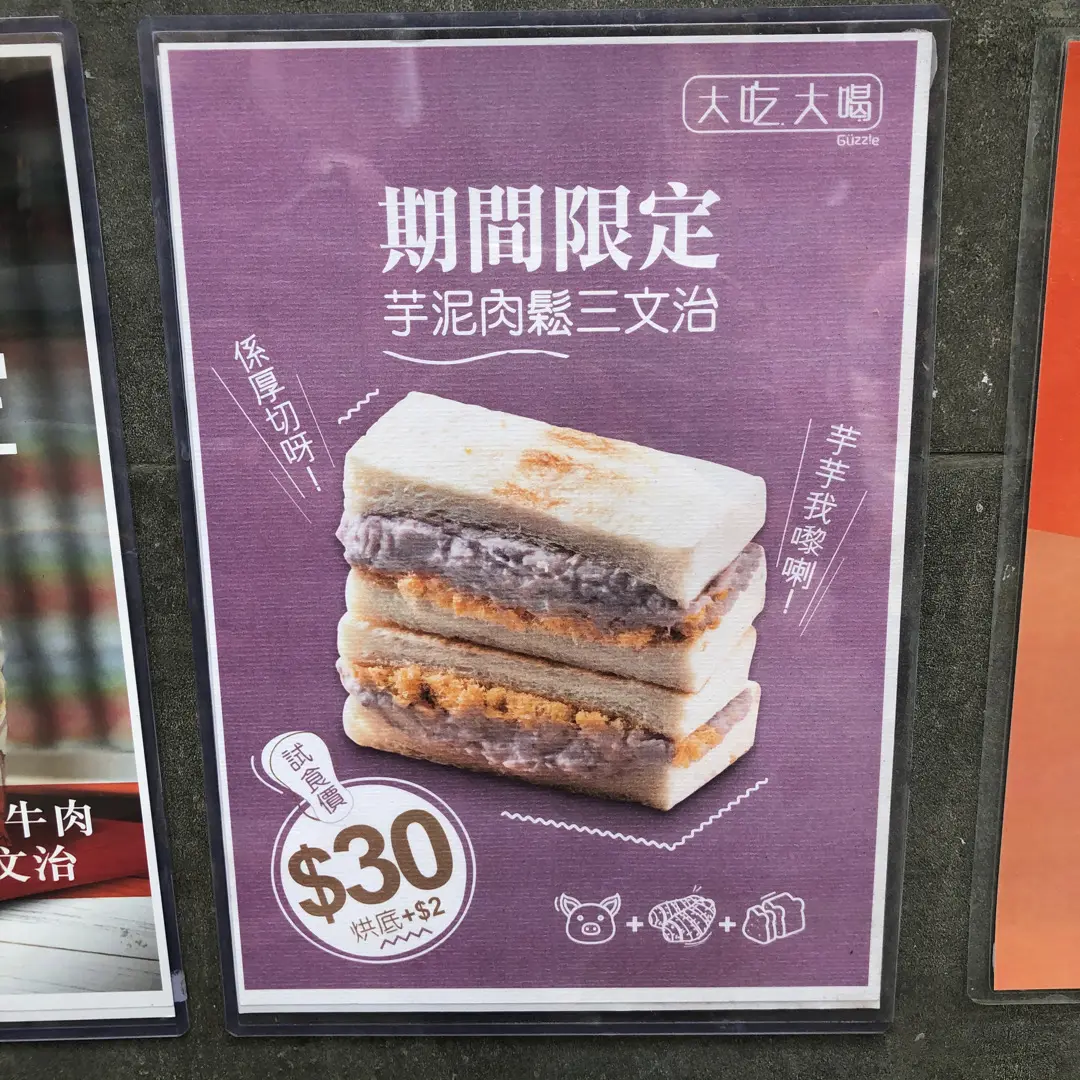 大吃大喝
Güzzle
期間限定
芋泥肉鬆三文治
係厚切呀！
芋芋我嚟喇！
試食價
$30
烘底+$2
牛肉
文治